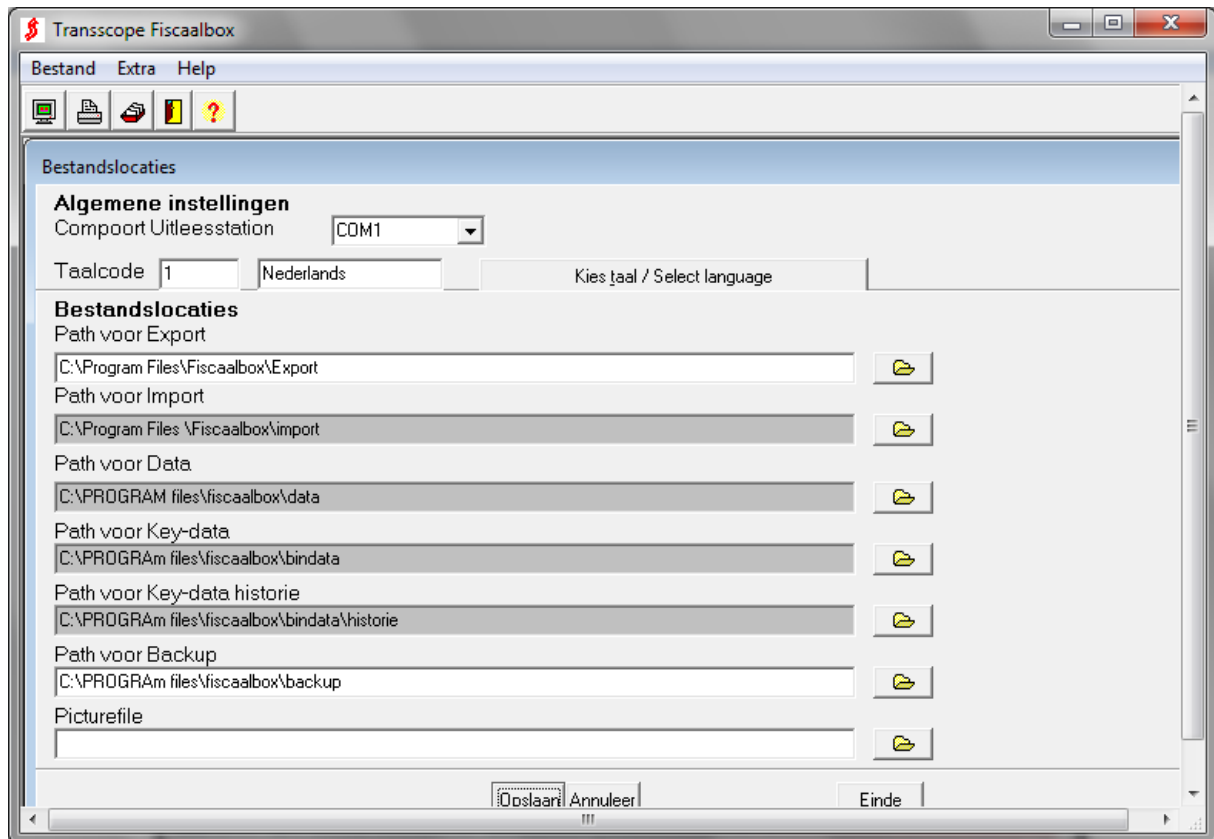 Transscope Fiscaalbox
Bestand Extra Help
Bestandslocaties
Algemene instellingen
Compoort Uitleesstation COM1
Taalcode 1 Nederlands Kies taal / Select language
Bestandslocaties
Path voor Export
C:\Program Files\Fiscaalbox\Export
Path voor Import
C:\Program Files \Fiscaalbox\import
Path voor Data
C:\PROGRAM files\fiscaalbox\data
Path voor Key-data
C:\PROGRAm files\fiscaalbox\bindata
Path voor Key-data historie
C:\PROGRAm files\fiscaalbox\bindata\historie
Path voor Backup
C:\PROGRAm files\fiscaalbox\backup
Picturefile
Opslaan Annuleer Einde